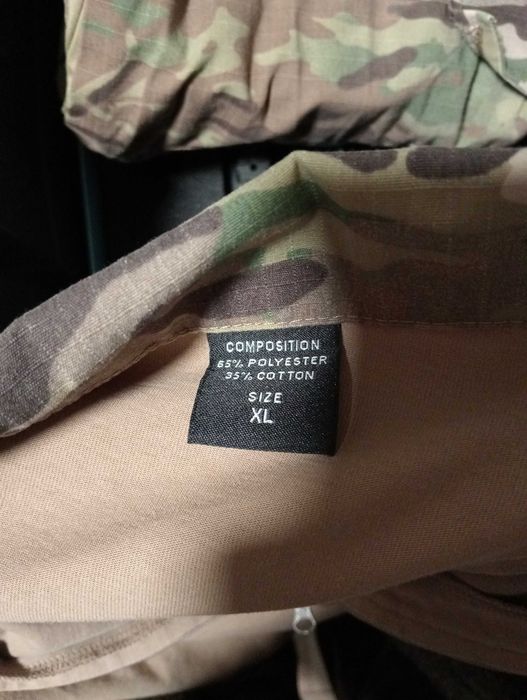 COMPOSITION
65% POLYESTER
35% COTTON
SIZE
XL